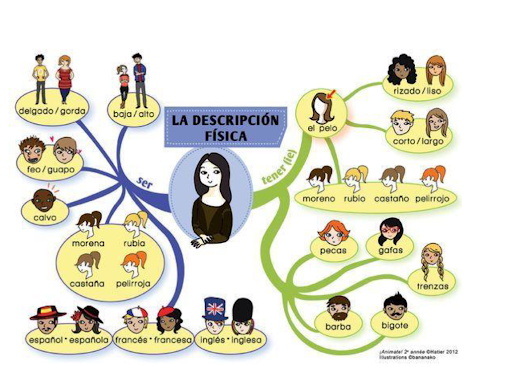 LA DESCRIPCIÓN
FÍSICA
ser
delgado / gorda
baja / alto
feo / guapo
calvo
morena rubia
castaña pelirroja
español • española
francés • francesa
inglés • inglesa
tener (ie)
el pelo
rizado / liso
corto / largo
moreno rubio castaño pelirrojo
pecas
gafas
trenzas
barba
bigote
¡Anímate! 2e année ©Hatier 2012
Illustrations ©bananako